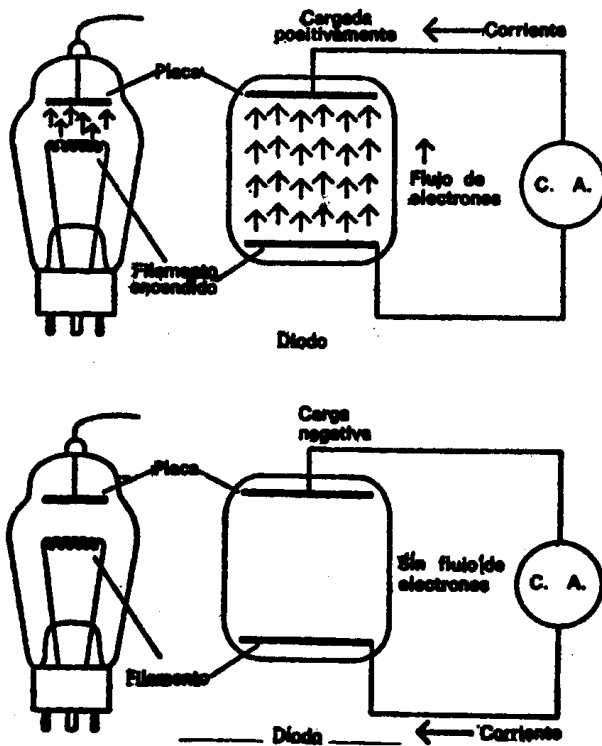 Cargada
positivamente
Corriente
Placa
C. A.
Flujo de
electrones
Filamento
encendido
Diodo
Carga
negativa
Placa
Sin flujo de
electrones
C. A.
Filamento
Diodo
Corriente